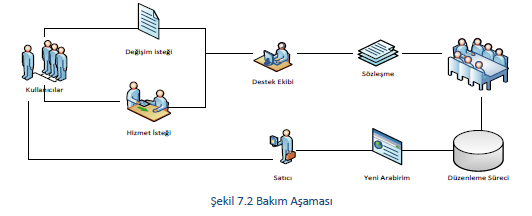 Değişim İsteği
Kullanıcılar
Destek Ekibi
Sözleşme
Hizmet İsteği
Satıcı
Yeni Arabirim
Düzenleme Süreci
Şekil 7.2 Bakım Aşaması